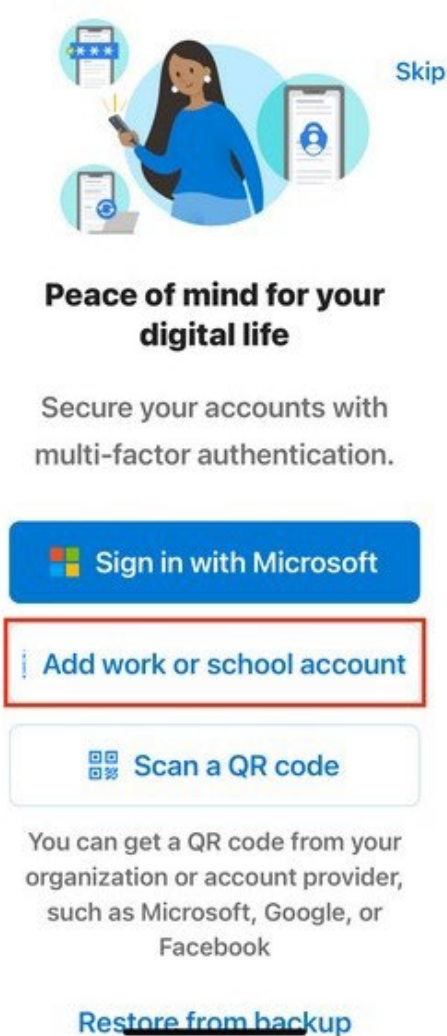 Skip
Peace of mind for your
digital life
Secure your accounts with
multi-factor authentication.
Sign in with Microsoft
Add work or school account
Scan a QR code
You can get a QR code from your
organization or account provider,
such as Microsoft, Google, or
Facebook
Restore from backup